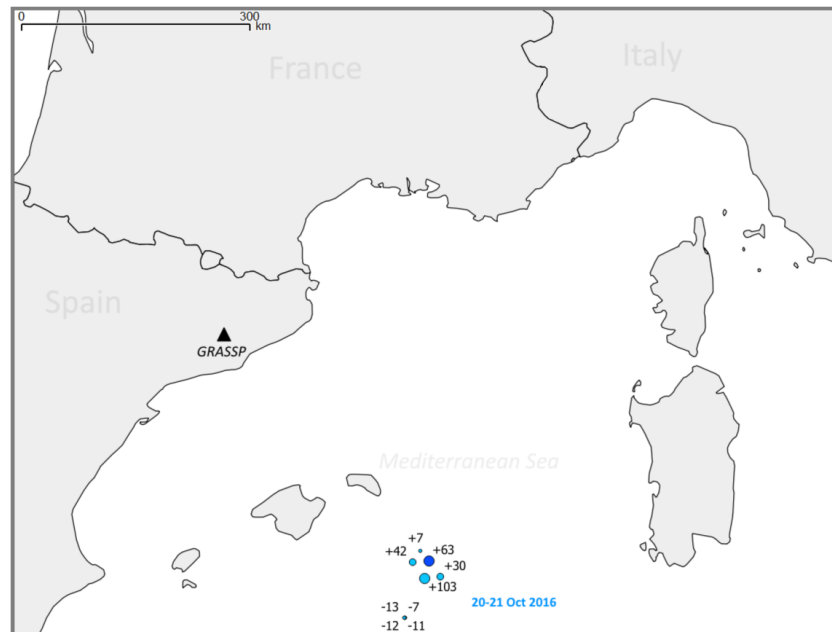 0 300
km
France
Italy
Spain
GRASSP
Mediterranean Sea
+7
+42 +63
+30
+103
20-21 Oct 2016
-13 -7
-12 -11